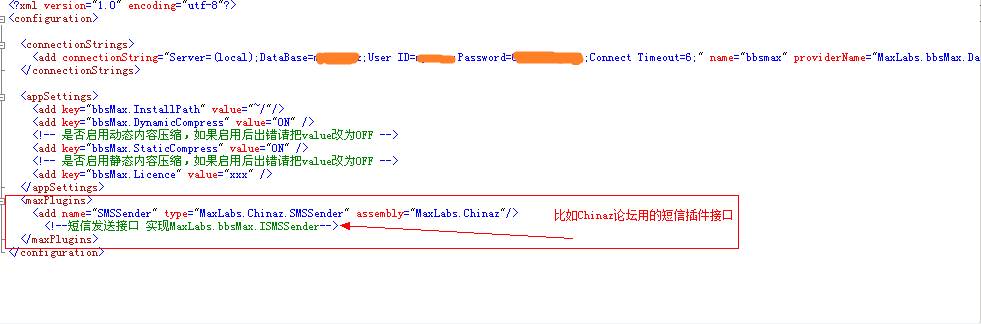 <?xml version="1.0" encoding="utf-8"?>
<configuration>
<connectionStrings>
<add connectionString="Server=(local);DataBase=m ;User ID=m Password= ;Connect Timeout=6;" name="bbsmax" providerName="MaxLabs.bbsMax.Da
</connectionStrings>
<appSettings>
<add key="bbsMax.InstallPath" value="~/"/>
<add key="bbsMax.DynamicCompress" value="ON" />
<!-- 是否启用动态内容压缩,如果启用后出错请把value改为OFF -->
<add key="bbsMax.StaticCompress" value="ON" />
<!-- 是否启用静态内容压缩,如果启用后出错请把value改为OFF -->
<add key="bbsMax.Licence" value="xxx" />
</appSettings>
<maxPlugins>
<add name="SMSSender" type="MaxLabs.Chinaz.SMSSender" assembly="MaxLabs.Chinaz"/>
比如Chinaz论坛用的短信插件接口
<!--短信发送接口 实现MaxLabs.bbsMax.ISMSSender-->
</maxPlugins>
</configuration>